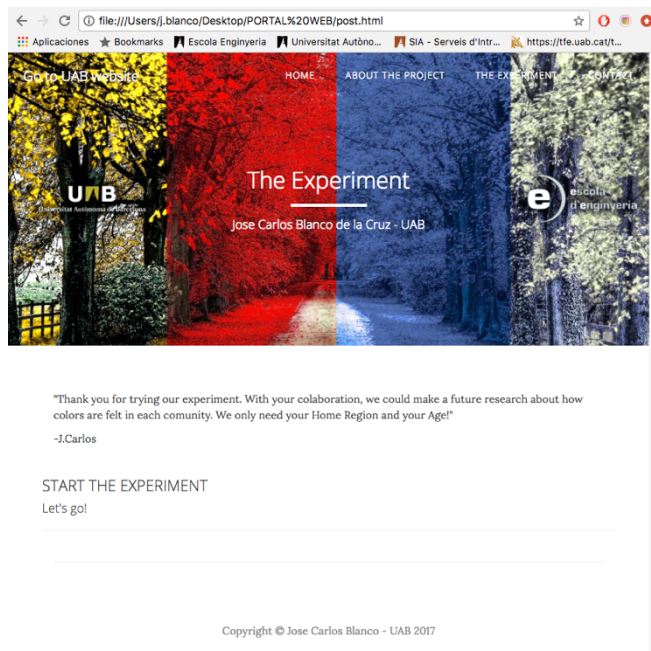 file:///Users/j.blanco/Desktop/PORTAL%20WEB/post.html
Aplicaciones Bookmarks Escola Enginyeria Universitat Autòno... SIA - Serveis d'Intr... https://tfe.uab.cat/t...
Go to UAB website HOME ABOUT THE PROJECT THE EXPERIMENT CONTACT
The Experiment
UAB
Universitat Autònoma de Barcelona
e escola
d'enginyeria
Jose Carlos Blanco de la Cruz - UAB
"Thank you for trying our experiment. With your colaboration, we could make a future research about how
colors are felt in each comunity. We only need your Home Region and your Age!"
-J.Carlos
START THE EXPERIMENT
Let's go!
Copyright © Jose Carlos Blanco - UAB 2017